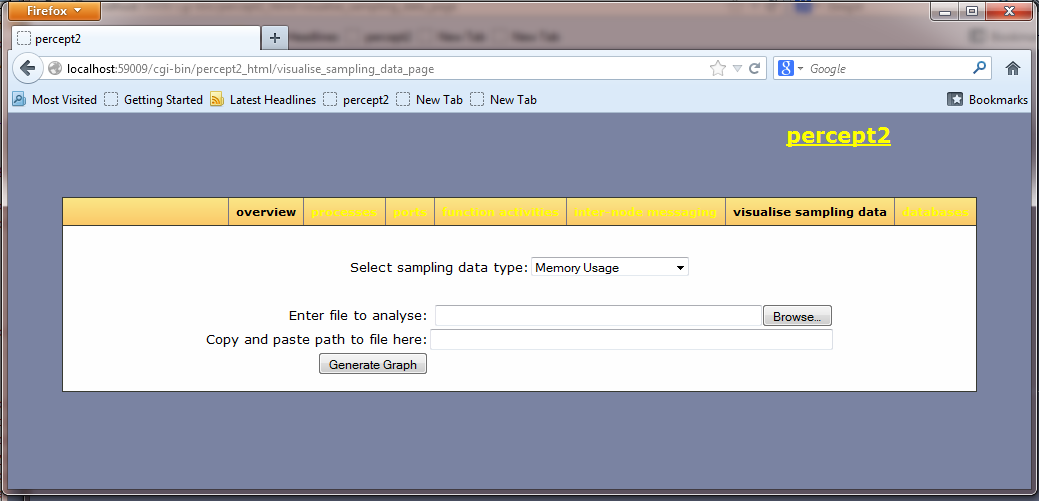 Firefox
percept2
localhost:59009/cgi-bin/percept2_html/visualise_sampling_data_page
Google
Most Visited Getting Started Latest Headlines percept2 New Tab New Tab Bookmarks
percept2
overview processes ports function activities inter-node messaging visualise sampling data databases
Select sampling data type: Memory Usage
Enter file to analyse: Browse...
Copy and paste path to file here:
Generate Graph